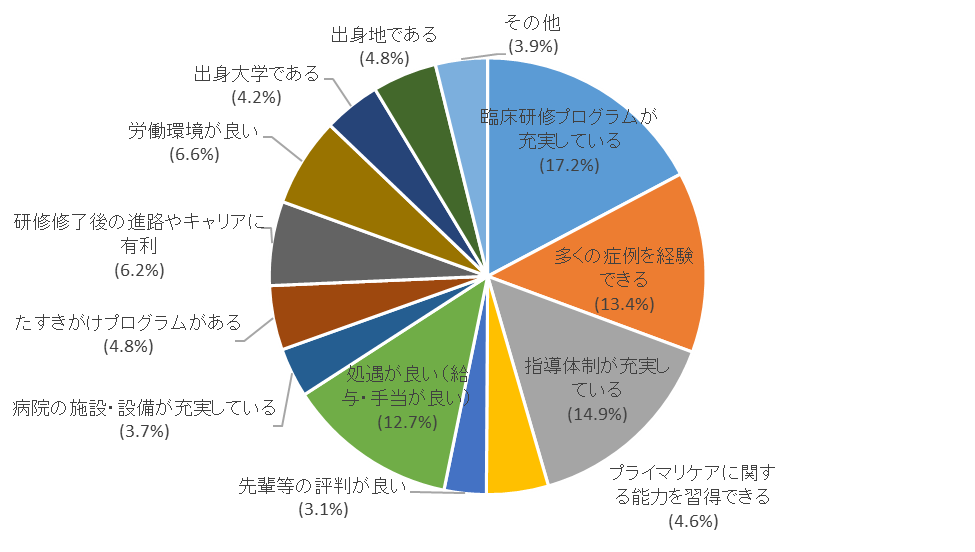 その他
(3.9%)
出身地である
(4.8%)
出身大学である
(4.2%)
労働環境が良い
(6.6%)
研修修了後の進路やキャリアに
有利
(6.2%)
たすきがけプログラムがある
(4.8%)
病院の施設・設備が充実している
(3.7%)
先輩等の評判が良い
(3.1%)
処遇が良い(給
与・手当が良い)
(12.7%)
臨床研修プログラムが
充実している
(17.2%)
多くの症例を経験
できる
(13.4%)
指導体制が充実し
ている
(14.9%)
プライマリケアに関す
る能力を習得できる
(4.6%)